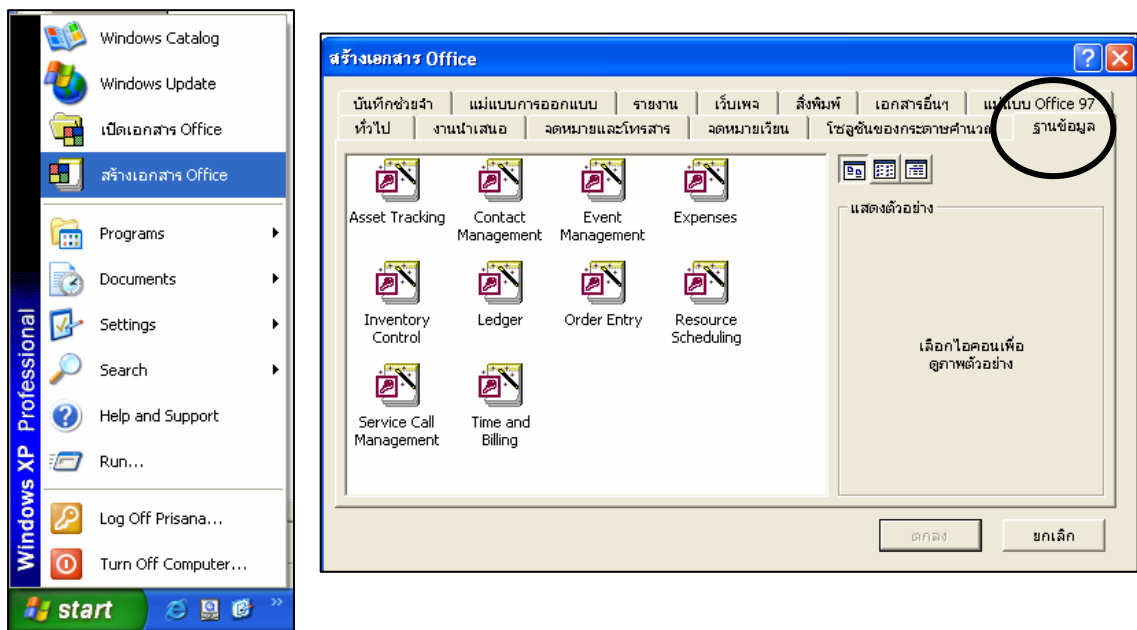 Windows Catalog
Windows Update
เปิดเอกสาร Office
สร้างเอกสาร Office
Programs
Documents
Settings
Search
Help and Support
Run...
Log Off Prisana...
Turn Off Computer...
Windows XP Professional
start
»
สร้างเอกสาร Office
บันทึกช่วยจำ แม่แบบการออกแบบ รายงาน เว็บเพจ สิ่งพิมพ์ เอกสารอื่นๆ แม่แบบ Office 97
ทั่วไป งานนำเสนอ จดหมายและโทรสาร จดหมายเวียน โซลูชันของกระดาษคำนวณ ฐานข้อมูล
Asset Tracking
Contact
Management
Event
Management
Expenses
Inventory
Control
Ledger
Order Entry
Resource
Scheduling
Service Call
Management
Time and
Billing
แสดงตัวอย่าง
เลือกไอคอนเพื่อ
ดูภาพตัวอย่าง
ตกลง
ยกเลิก